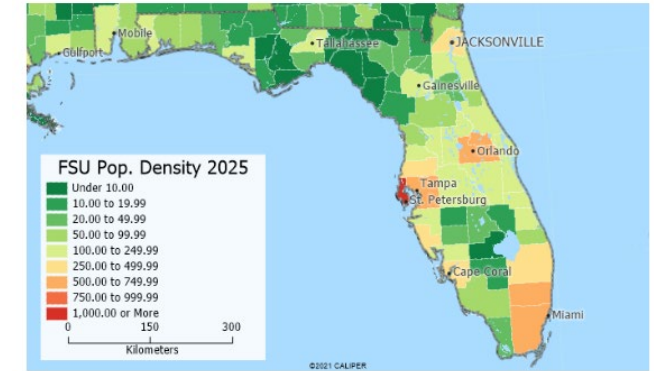 Mobile
Gulfport
Tallahassee
JACKSONVILLE
Gainesville
Orlando
Tampa
St. Petersburg
Cape Coral
Miami
FSU Pop. Density 2025
Under 10.00
10.00 to 19.99
20.00 to 49.99
50.00 to 99.99
100.00 to 249.99
250.00 to 499.99
500.00 to 749.99
750.00 to 999.99
1,000.00 or More
0 150 300
Kilometers
©2021 CALIPER